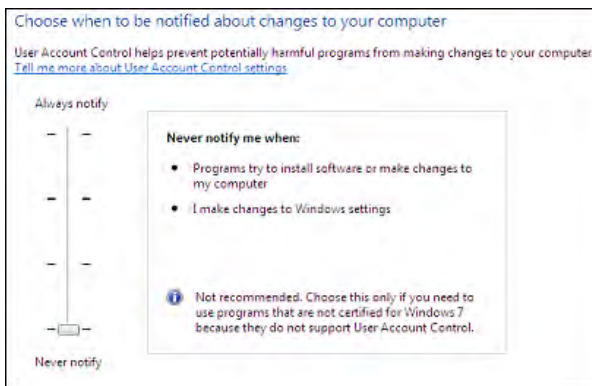 Choose when to be notified about changes to your computer
User Account Control helps prevent potentially harmful programs from making changes to your computer
Tell me more about User Account Control settings
Always notify
Never notify me when:
• Programs try to install software or make changes to
my computer
• I make changes to Windows settings
Not recommended. Choose this only if you need to
use programs that are not certified for Windows 7
because they do not support User Account Control.
Never notify